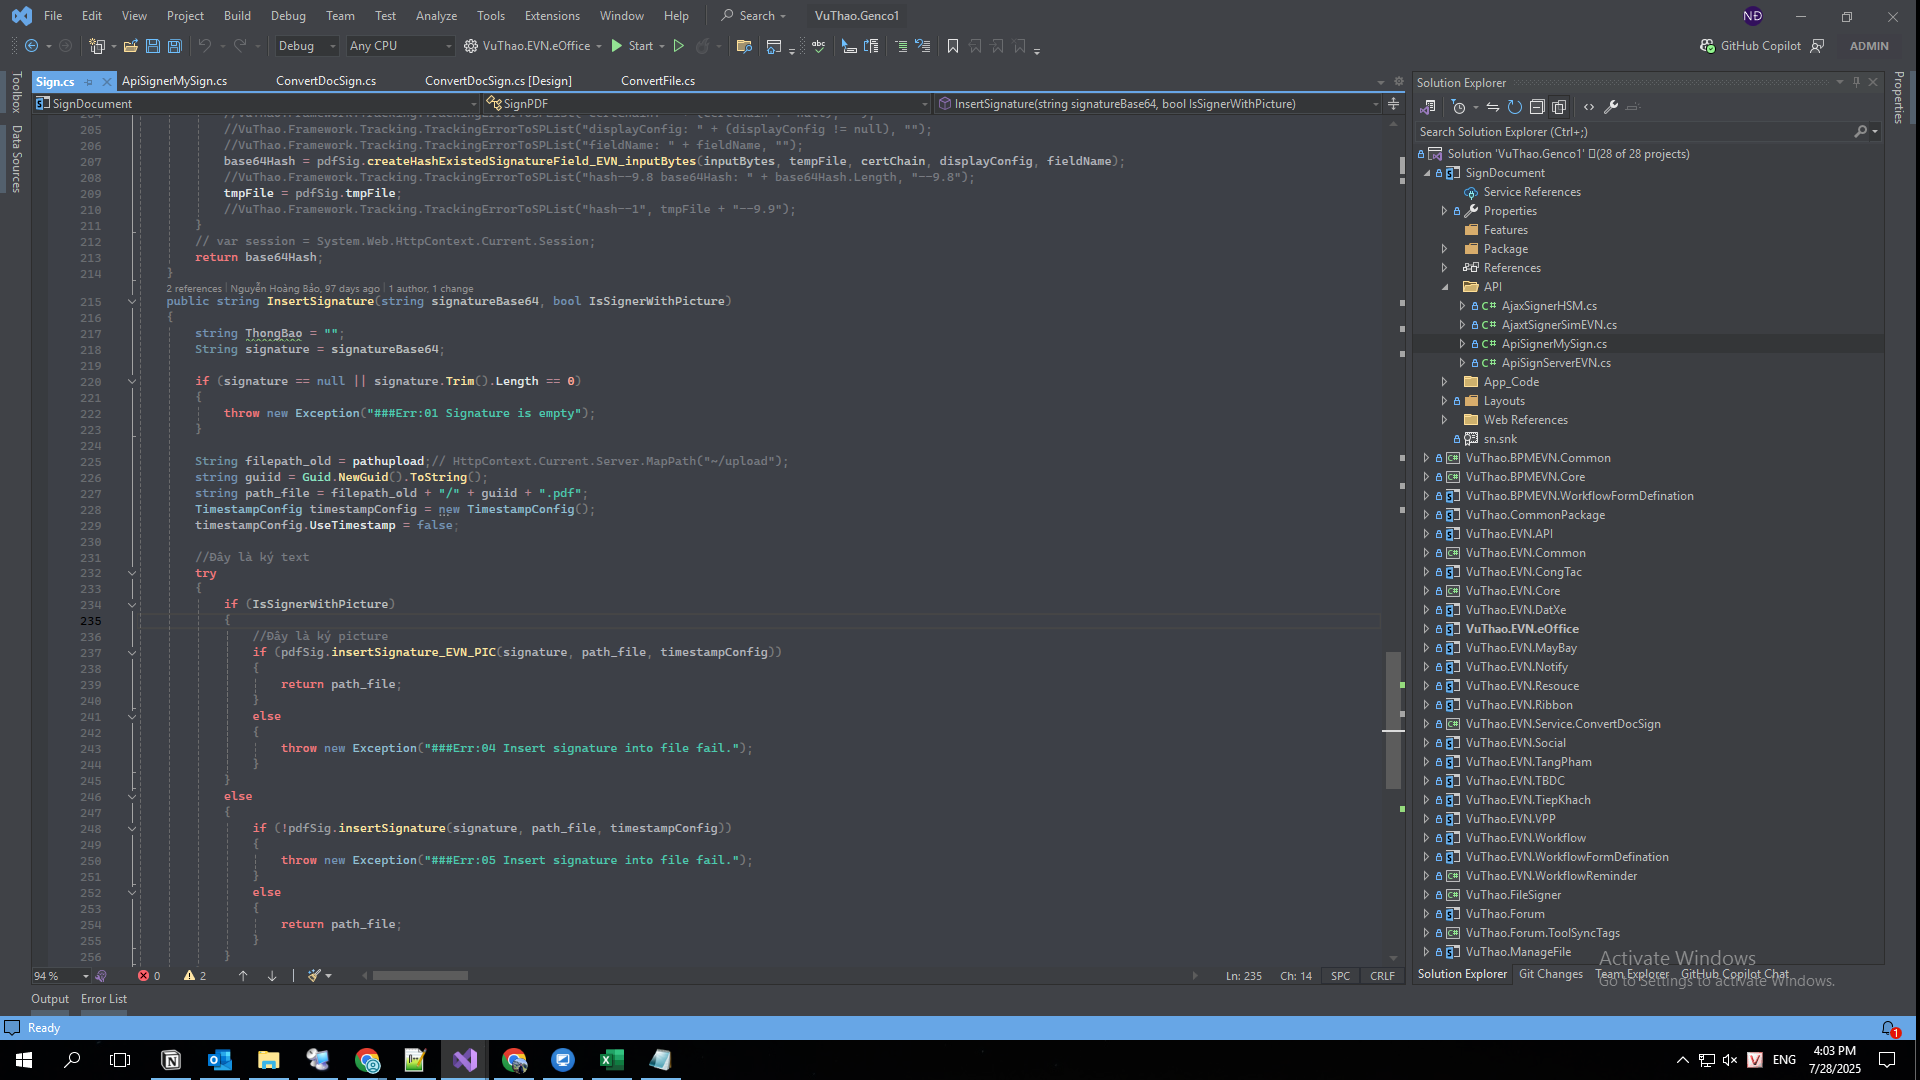 File Edit View Project Build Debug Team Test Analyze Tools Extensions Window Help Search VuThao.Genco1 NĐ
Debug Any CPU VuThao.EVN.eOffice Start GitHub Copilot ADMIN
Toolbox
Data Sources
Sign.cs ApiSignerMySign.cs ConvertDocSign.cs ConvertDocSign.cs [Design] ConvertFile.cs
SignDocument SignPDF InsertSignature(string signatureBase64, bool IsSignerWithPicture)
205 //VuThao.Framework.Tracking.TrackingErrorToSPList("displayConfig: " + (displayConfig != null), "");
206 //VuThao.Framework.Tracking.TrackingErrorToSPList("fieldName: " + fieldName, "");
207 base64Hash = pdfSig.createHashExistedSignatureField_EVN_inputBytes(inputBytes, tempFile, certChain, displayConfig, fieldName);
208 //VuThao.Framework.Tracking.TrackingErrorToSPList("hash--9.8 base64Hash: " + base64Hash.Length, "--9.8");
209 tmpFile = pdfSig.tmpFile;
210 //VuThao.Framework.Tracking.TrackingErrorToSPList("hash--1", tmpFile + "--9.9");
211 }
212 // var session = System.Web.HttpContext.Current.Session;
213 return base64Hash;
214 }
2 references | Nguyễn Hoàng Bảo, 97 days ago | 1 author, 1 change
215 public string InsertSignature(string signatureBase64, bool IsSignerWithPicture)
216 {
217 string ThongBao = "";
218 String signature = signatureBase64;
219
220 if (signature == null || signature.Trim().Length == 0)
221 {
222 throw new Exception("###Err:01 Signature is empty");
223 }
224
225 String filepath_old = pathupload;// HttpContext.Current.Server.MapPath("~/upload");
226 string guiid = Guid.NewGuid().ToString();
227 string path_file = filepath_old + "/" + guiid + ".pdf";
228 TimestampConfig timestampConfig = new TimestampConfig();
229 timestampConfig.UseTimestamp = false;
230
231 //Đây là ký text
232 try
233 {
234 if (IsSignerWithPicture)
235 {
236 //Đây là ký picture
237 if (pdfSig.insertSignature_EVN_PIC(signature, path_file, timestampConfig))
238 {
239 return path_file;
240 }
241 else
242 {
243 throw new Exception("###Err:04 Insert signature into file fail.");
244 }
245 }
246 else
247 {
248 if (!pdfSig.insertSignature(signature, path_file, timestampConfig))
249 {
250 throw new Exception("###Err:05 Insert signature into file fail.");
251 }
252 else
253 {
254 return path_file;
255 }
256 }
94 % 0 2 Ln: 235 Ch: 14 SPC CRLF
Output Error List
Ready
Solution Explorer
Search Solution Explorer (Ctrl+;)
Solution 'VuThao.Genco1' (28 of 28 projects)
SignDocument
Service References
Properties
Features
Package
References
API
C# AjaxSignerHSM.cs
C# AjaxtSignerSimEVN.cs
C# ApiSignerMySign.cs
C# ApiSignServerEVN.cs
App_Code
Layouts
Web References
sn.snk
VuThao.BPMEVN.Common
VuThao.BPMEVN.Core
VuThao.BPMEVN.WorkflowFormDefination
VuThao.CommonPackage
VuThao.EVN.API
VuThao.EVN.Common
VuThao.EVN.CongTac
VuThao.EVN.Core
VuThao.EVN.DatXe
VuThao.EVN.eOffice
VuThao.EVN.MayBay
VuThao.EVN.Notify
VuThao.EVN.Resouce
VuThao.EVN.Ribbon
VuThao.EVN.Service.ConvertDocSign
VuThao.EVN.Social
VuThao.EVN.TangPham
VuThao.EVN.TBDC
VuThao.EVN.TiepKhach
VuThao.EVN.VPP
VuThao.EVN.Workflow
VuThao.EVN.WorkflowFormDefination
VuThao.EVN.WorkflowReminder
VuThao.FileSigner
VuThao.Forum
VuThao.Forum.ToolSyncTags
VuThao.ManageFile
Solution Explorer Git Changes Team Explorer GitHub Copilot Chat
Activate Windows
Go to Settings to activate Windows.
Properties
1
ENG
4:03 PM
7/28/2025